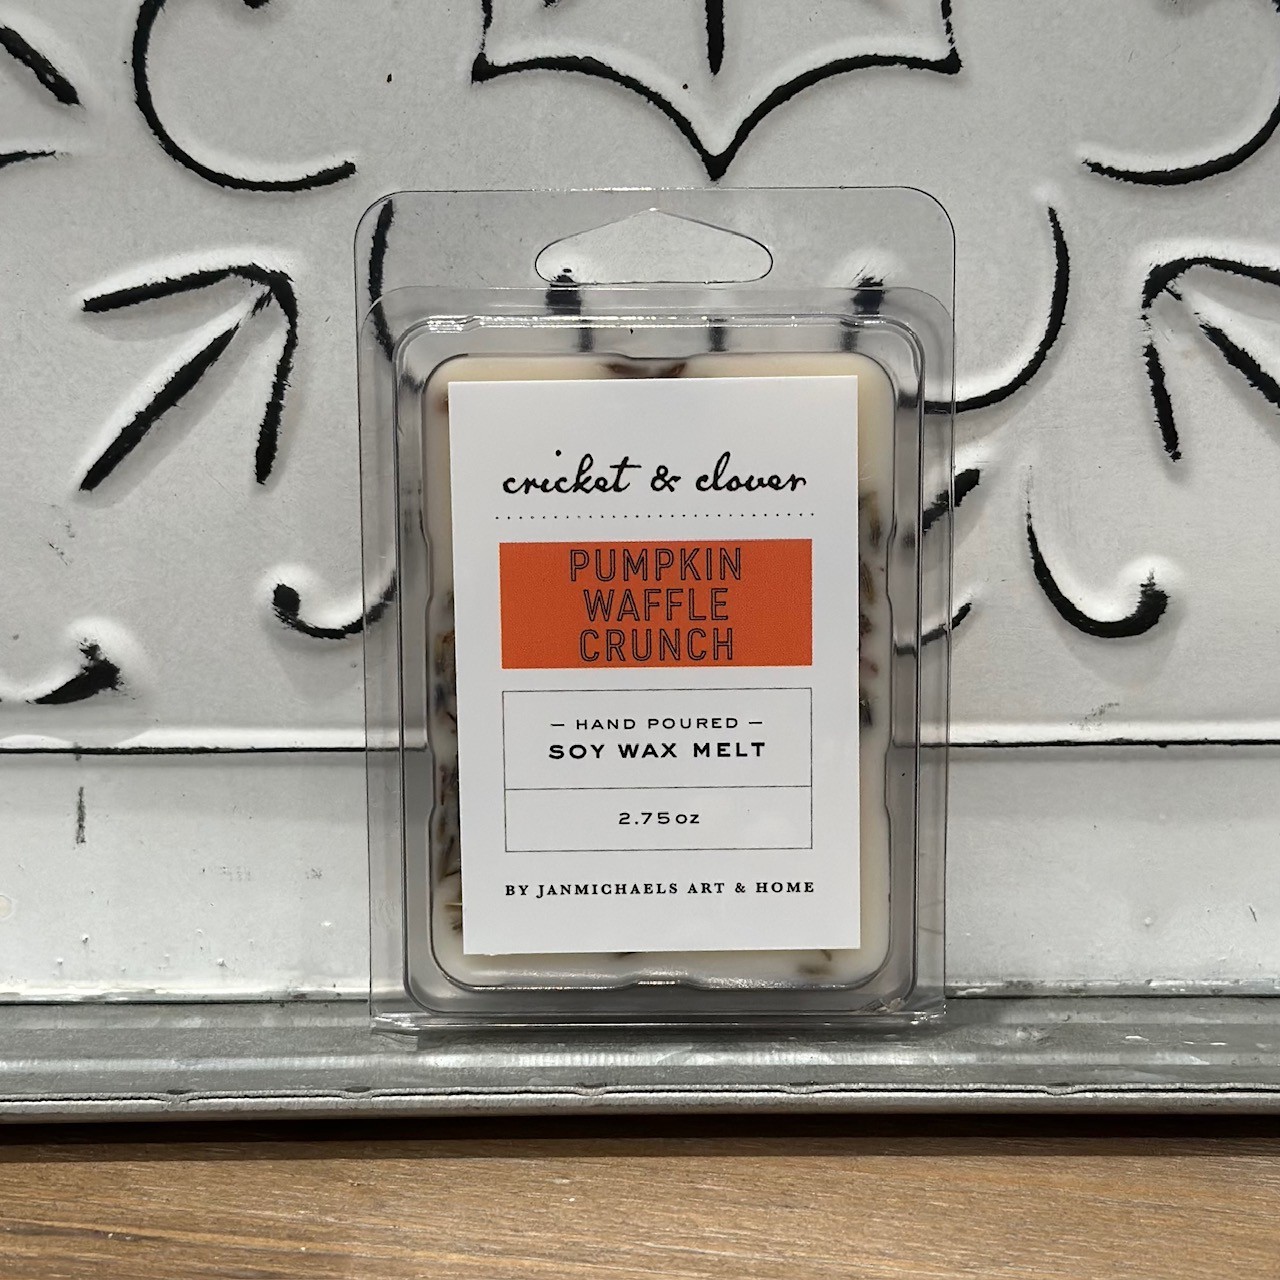 cricket & clover
PUMPKIN
WAFFLE
CRUNCH
— HAND POURED —
SOY WAX MELT
2.75oz
BY JANMICHAELS ART & HOME